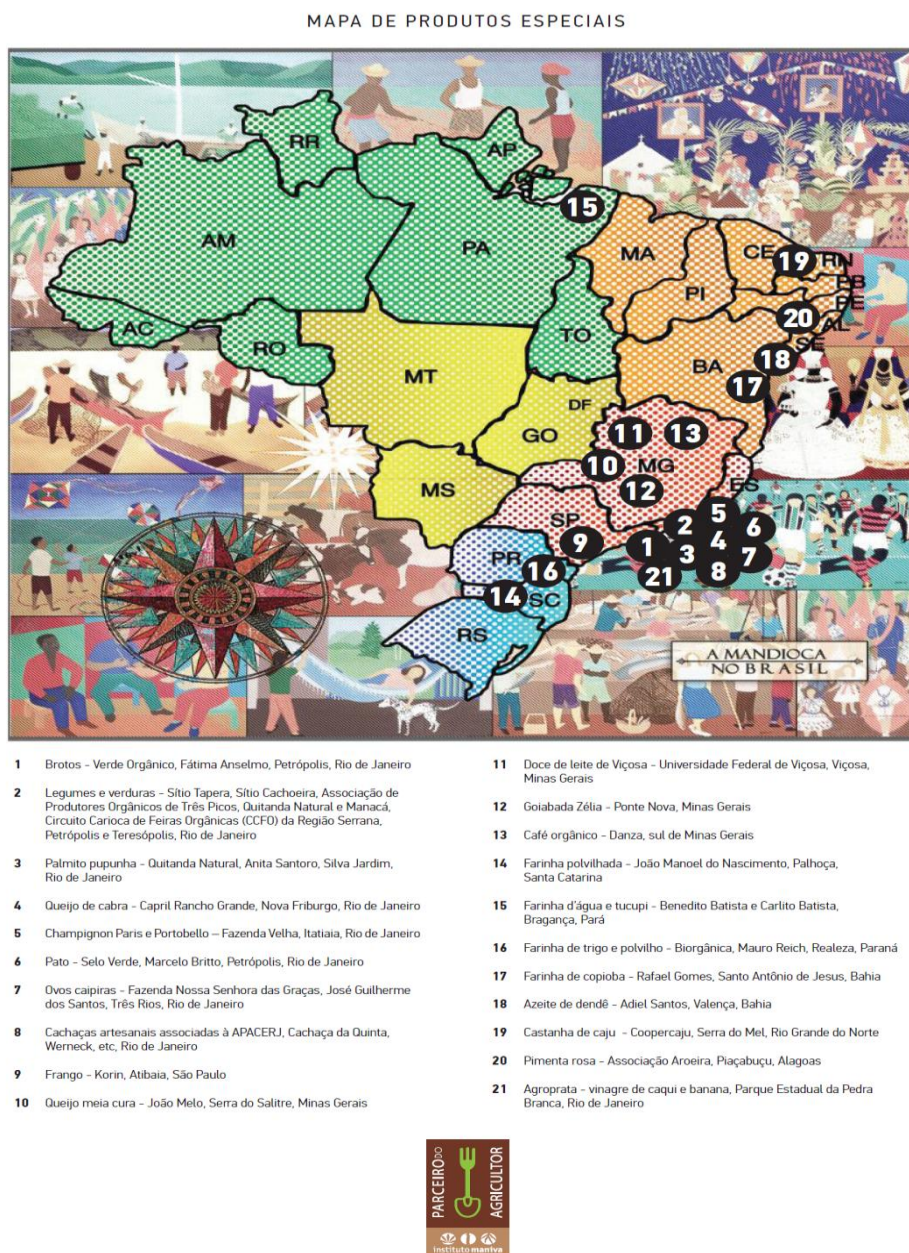 MAPA DE PRODUTOS ESPECIAIS
RR
AP
15
AM
PA
MA
CE
19
RN
PB
PI
PE
20
AL
AC
RO
TO
SE
18
MT
BA
17
DF
GO
11
13
10
MG
MS
12
ES
5
SP
2
6
9
1
4
PR
3
7
16
21
8
14
SC
RS
A MANDIOCA
NO BRASIL
1 Brotos - Verde Orgânico, Fátima Anselmo, Petrópolis, Rio de Janeiro
2 Legumes e verduras - Sítio Tapera, Sítio Cachoeira, Associação de
Produtores Orgânicos de Três Picos, Quitanda Natural e Manacá,
Circuito Carioca de Feiras Orgânicas (CCFO) da Região Serrana,
Petrópolis e Teresópolis, Rio de Janeiro
3 Palmito pupunha - Quitanda Natural, Anita Santoro, Silva Jardim,
Rio de Janeiro
4 Queijo de cabra - Capril Rancho Grande, Nova Friburgo, Rio de Janeiro
5 Champignon Paris e Portobello – Fazenda Velha, Itatiaia, Rio de Janeiro
6 Pato - Selo Verde, Marcelo Britto, Petrópolis, Rio de Janeiro
7 Ovos caipiras - Fazenda Nossa Senhora das Graças, José Guilherme
dos Santos, Três Rios, Rio de Janeiro
8 Cachaças artesanais associadas à APACERJ, Cachaça da Quinta,
Werneck, etc, Rio de Janeiro
9 Frango - Korin, Atibaia, São Paulo
10 Queijo meia cura - João Melo, Serra do Salitre, Minas Gerais
11 Doce de leite de Viçosa - Universidade Federal de Viçosa, Viçosa,
Minas Gerais
12 Goiabada Zélia - Ponte Nova, Minas Gerais
13 Café orgânico - Danza, sul de Minas Gerais
14 Farinha polvilhada - João Manoel do Nascimento, Palhoça,
Santa Catarina
15 Farinha d'água e tucupi - Benedito Batista e Carlito Batista,
Bragança, Pará
16 Farinha de trigo e polvilho - Biorgânica, Mauro Reich, Realeza, Paraná
17 Farinha de copioba - Rafael Gomes, Santo Antônio de Jesus, Bahia
18 Azeite de dendê - Adiel Santos, Valença, Bahia
19 Castanha de caju - Coopercaju, Serra do Mel, Rio Grande do Norte
20 Pimenta rosa - Associação Aroeira, Piaçabuçu, Alagoas
21 Agroprata - vinagre de caqui e banana, Parque Estadual da Pedra
Branca, Rio de Janeiro
PARCEIRO DO
AGRICULTOR
instituto maniva